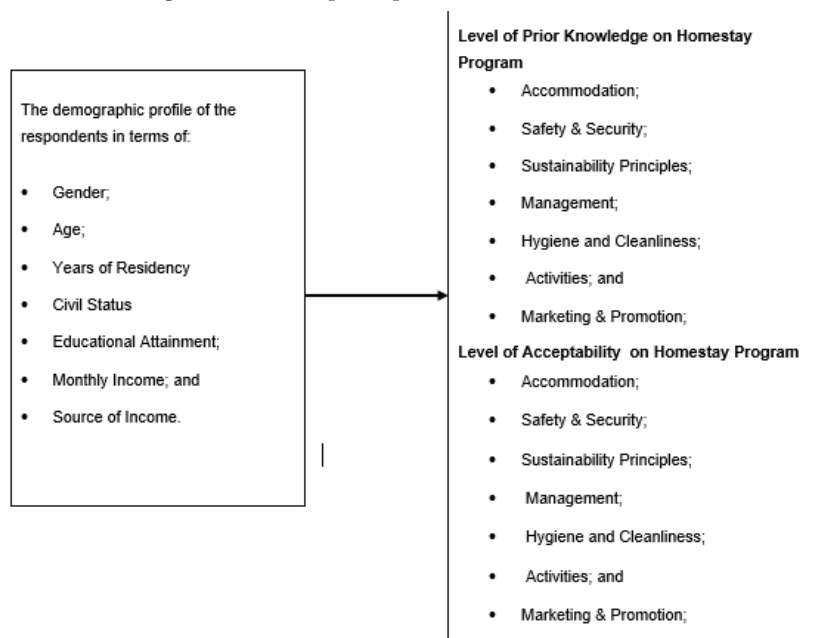 The demographic profile of the
respondents in terms of:
• Gender;
• Age;
• Years of Residency
• Civil Status
• Educational Attainment;
• Monthly Income; and
• Source of Income.
Level of Prior Knowledge on Homestay
Program
• Accommodation;
• Safety & Security;
• Sustainability Principles;
• Management;
• Hygiene and Cleanliness;
• Activities; and
• Marketing & Promotion;
Level of Acceptability on Homestay Program
• Accommodation;
• Safety & Security;
• Sustainability Principles;
• Management;
• Hygiene and Cleanliness;
• Activities; and
• Marketing & Promotion;